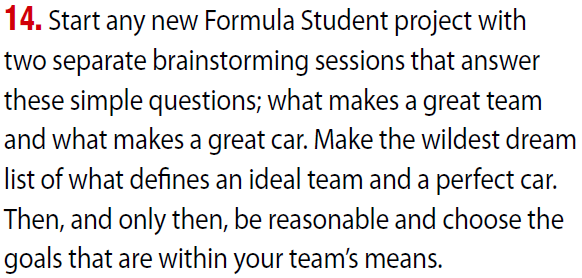 14. Start any new Formula Student project with
two separate brainstorming sessions that answer
these simple questions; what makes a great team
and what makes a great car. Make the wildest dream
list of what defines an ideal team and a perfect car.
Then, and only then, be reasonable and choose the
goals that are within your team's means.